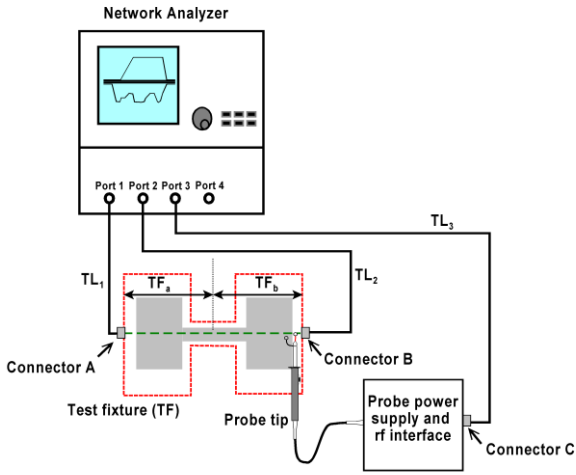 Network Analyzer
Port 1 Port 2 Port 3 Port 4
TL3
TL1
TFa
TFb
TL2
Connector A
Connector B
Test fixture (TF)
Probe tip
Probe power
supply and
rf interface
Connector C